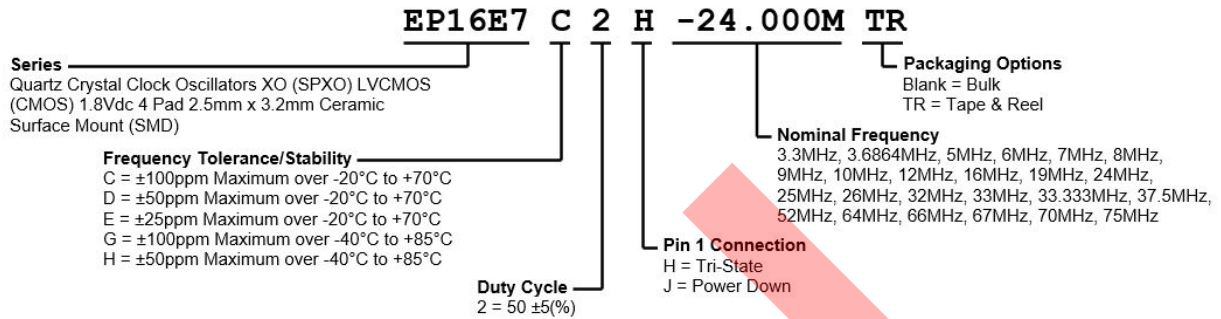 EP16E7 C 2 H -24.000M TR
Series
Quartz Crystal Clock Oscillators XO (SPXO) LVCMOS
(CMOS) 1.8Vdc 4 Pad 2.5mm x 3.2mm Ceramic
Surface Mount (SMD)
Frequency Tolerance/Stability
C = ±100ppm Maximum over -20°C to +70°C
D = ±50ppm Maximum over -20°C to +70°C
E = ±25ppm Maximum over -20°C to +70°C
G = ±100ppm Maximum over -40°C to +85°C
H = ±50ppm Maximum over -40°C to +85°C
Duty Cycle
2 = 50 ±5(%)
Pin 1 Connection
H = Tri-State
J = Power Down
Nominal Frequency
3.3MHz, 3.6864MHz, 5MHz, 6MHz, 7MHz, 8MHz,
9MHz, 10MHz, 12MHz, 16MHz, 19MHz, 24MHz,
25MHz, 26MHz, 32MHz, 33MHz, 33.333MHz, 37.5MHz,
52MHz, 64MHz, 66MHz, 67MHz, 70MHz, 75MHz
Packaging Options
Blank = Bulk
TR = Tape & Reel